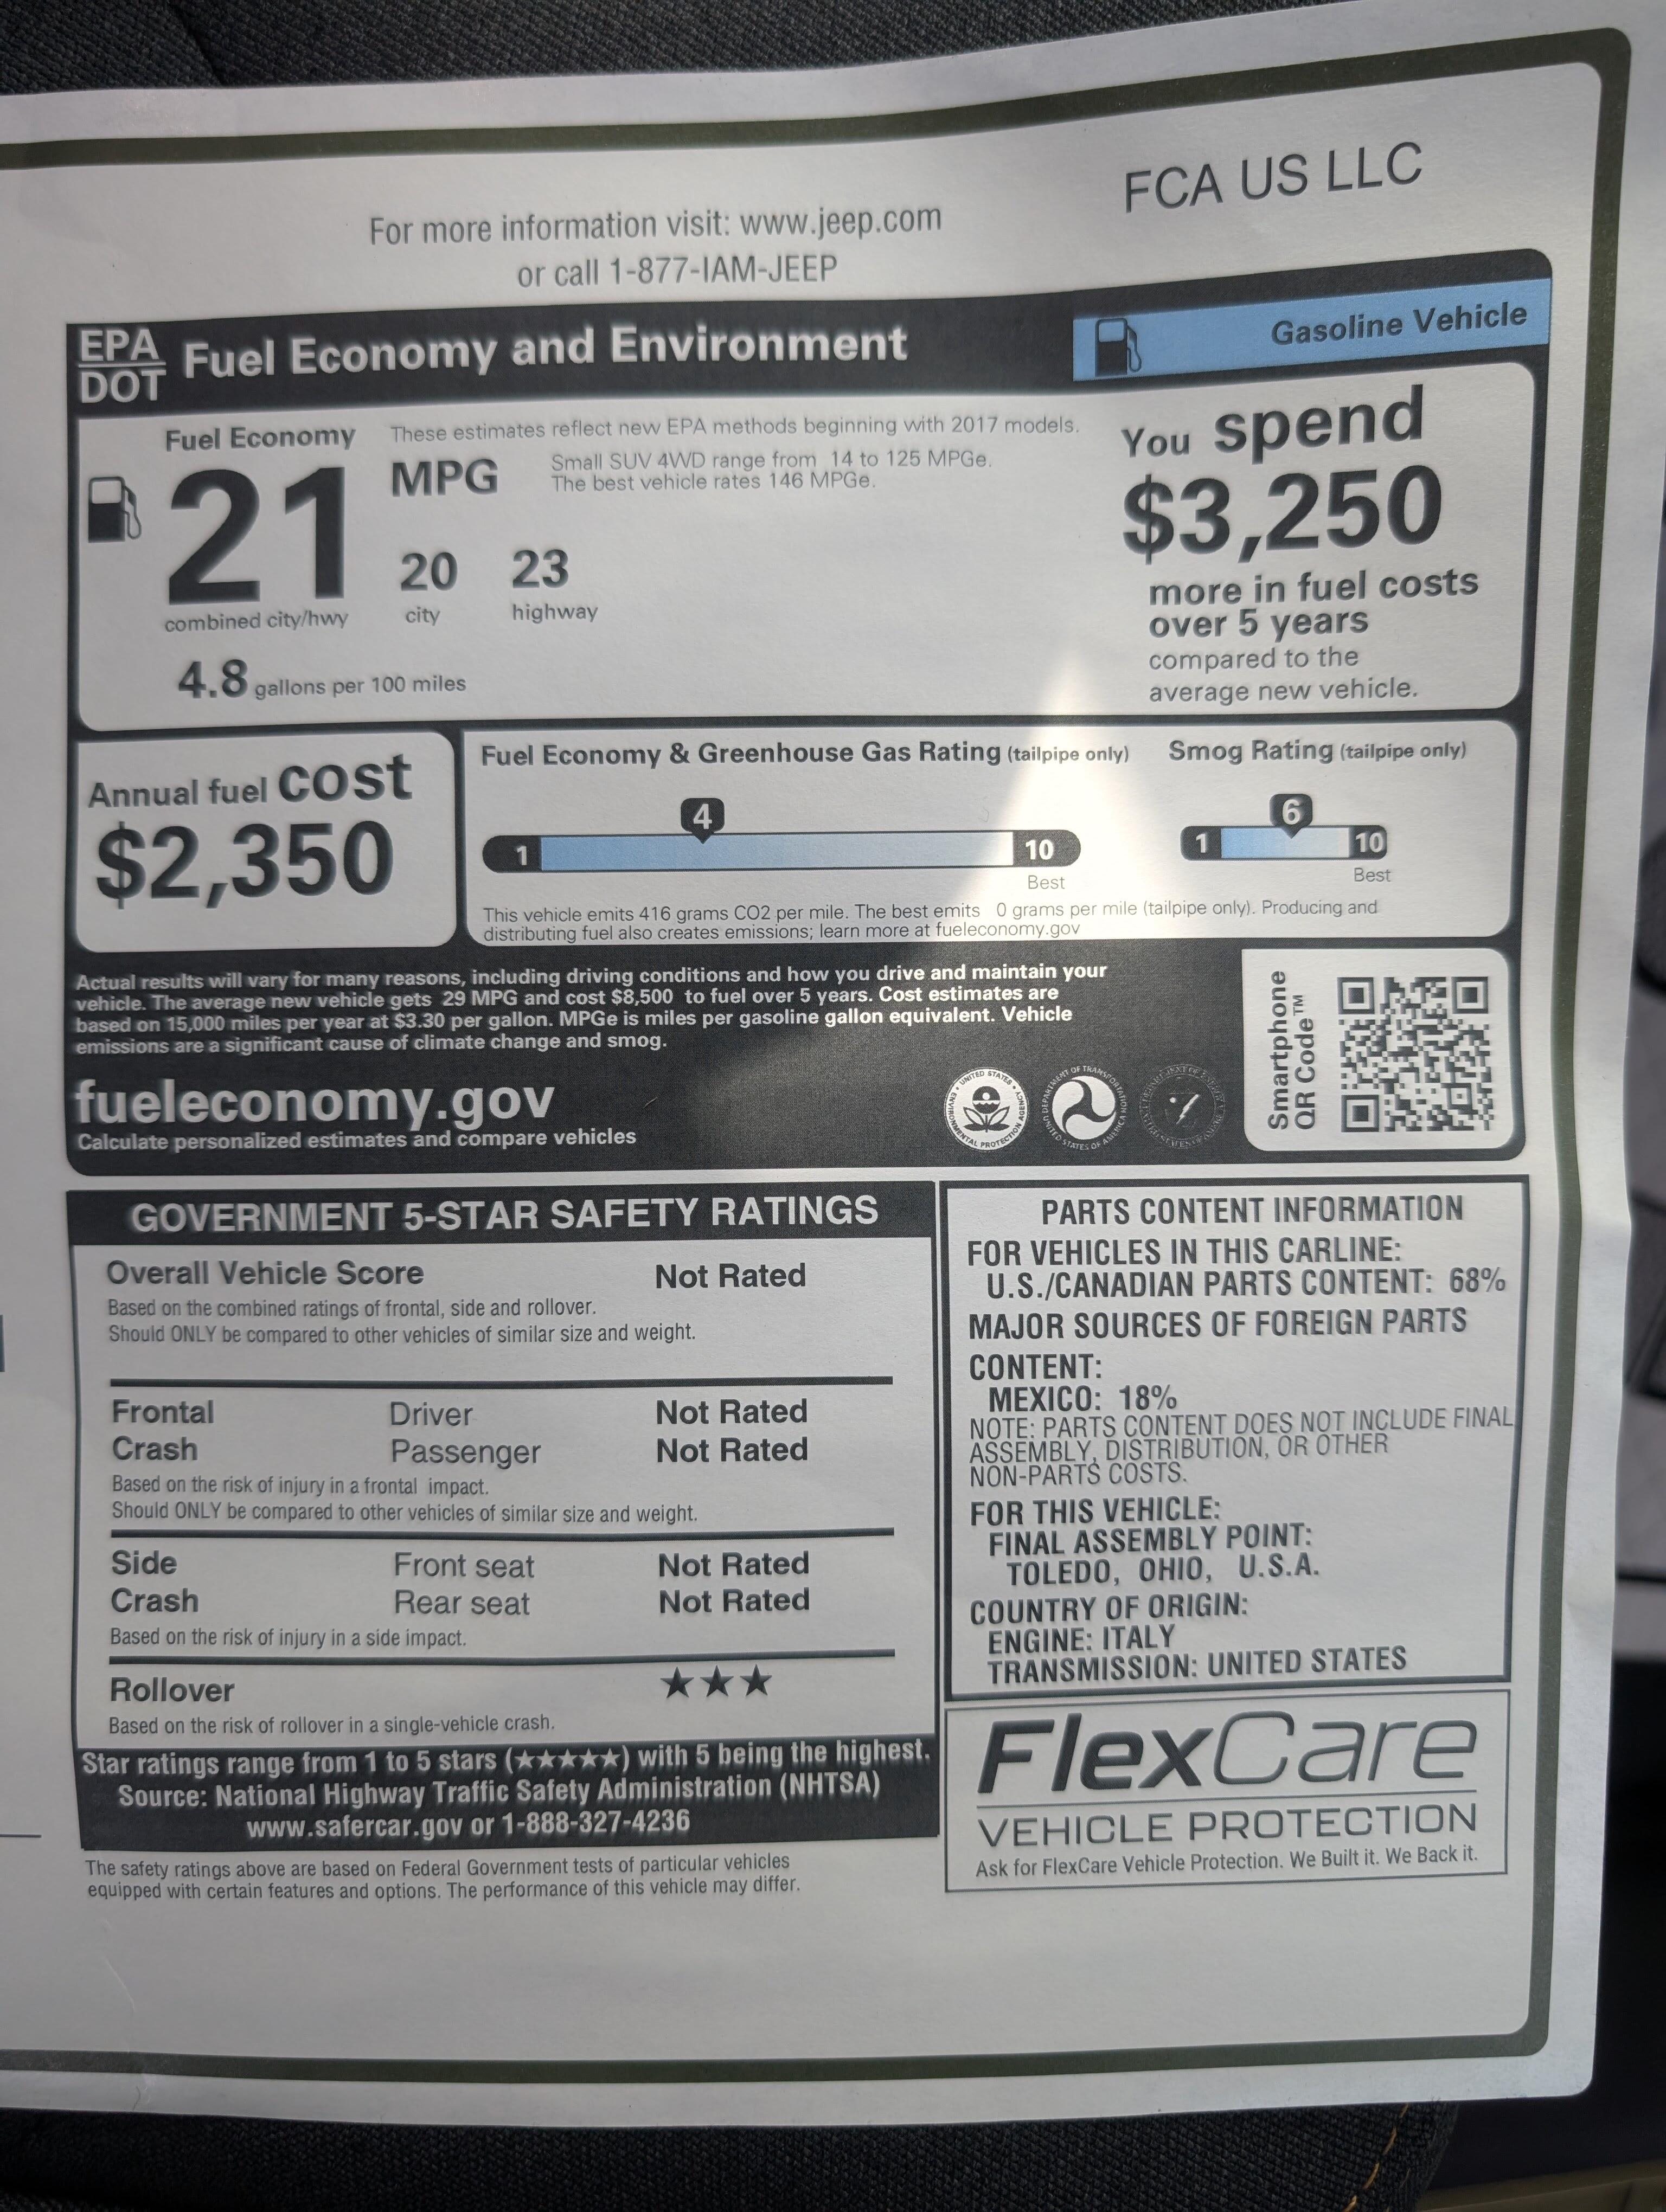 FCA US LLC
For more information visit: www.jeep.com
or call 1-877-IAM-JEEP
EPA
DOT
Fuel Economy and Environment
Gasoline Vehicle
Fuel Economy
These estimates reflect new EPA methods beginning with 2017 models.
21
MPG
Small SUV 4WD range from 14 to 125 MPGe.
The best vehicle rates 146 MPGe.
20
23
combined city/hwy
city
highway
4.8 gallons per 100 miles
You spend
$3,250
more in fuel costs
over 5 years
compared to the
average new vehicle.
Annual fuel cost
$2,350
Fuel Economy & Greenhouse Gas Rating (tailpipe only)
4
1
10
Best
Smog Rating (tailpipe only)
6
1
10
Best
This vehicle emits 416 grams CO2 per mile. The best emits 0 grams per mile (tailpipe only). Producing and
distributing fuel also creates emissions; learn more at fueleconomy.gov
Actual results will vary for many reasons, including driving conditions and how you drive and maintain your
vehicle. The average new vehicle gets 29 MPG and cost $8,500 to fuel over 5 years. Cost estimates are
based on 15,000 miles per year at $3.30 per gallon. MPGe is miles per gasoline gallon equivalent. Vehicle
emissions are a significant cause of climate change and smog.
fueleconomy.gov
Calculate personalized estimates and compare vehicles
UNITED STATES
ENVIRONMENTAL PROTECTION AGENCY
DEPARTMENT OF TRANSPORTATION
UNITED STATES OF AMERICA
Smartphone
QR Code™
GOVERNMENT 5-STAR SAFETY RATINGS
Overall Vehicle Score Not Rated
Based on the combined ratings of frontal, side and rollover.
Should ONLY be compared to other vehicles of similar size and weight.
Frontal Driver Not Rated
Crash Passenger Not Rated
Based on the risk of injury in a frontal impact.
Should ONLY be compared to other vehicles of similar size and weight.
Side Front seat Not Rated
Crash Rear seat Not Rated
Based on the risk of injury in a side impact.
Rollover ★★★
Based on the risk of rollover in a single-vehicle crash.
Star ratings range from 1 to 5 stars (★★★★★) with 5 being the highest.
Source: National Highway Traffic Safety Administration (NHTSA)
www.safercar.gov or 1-888-327-4236
The safety ratings above are based on Federal Government tests of particular vehicles
equipped with certain features and options. The performance of this vehicle may differ.
PARTS CONTENT INFORMATION
FOR VEHICLES IN THIS CARLINE:
U.S./CANADIAN PARTS CONTENT: 68%
MAJOR SOURCES OF FOREIGN PARTS
CONTENT:
MEXICO: 18%
NOTE: PARTS CONTENT DOES NOT INCLUDE FINAL
ASSEMBLY, DISTRIBUTION, OR OTHER
NON-PARTS COSTS.
FOR THIS VEHICLE:
FINAL ASSEMBLY POINT:
TOLEDO, OHIO, U.S.A.
COUNTRY OF ORIGIN:
ENGINE: ITALY
TRANSMISSION: UNITED STATES
FlexCare
VEHICLE PROTECTION
Ask for FlexCare Vehicle Protection. We Built it. We Back it.